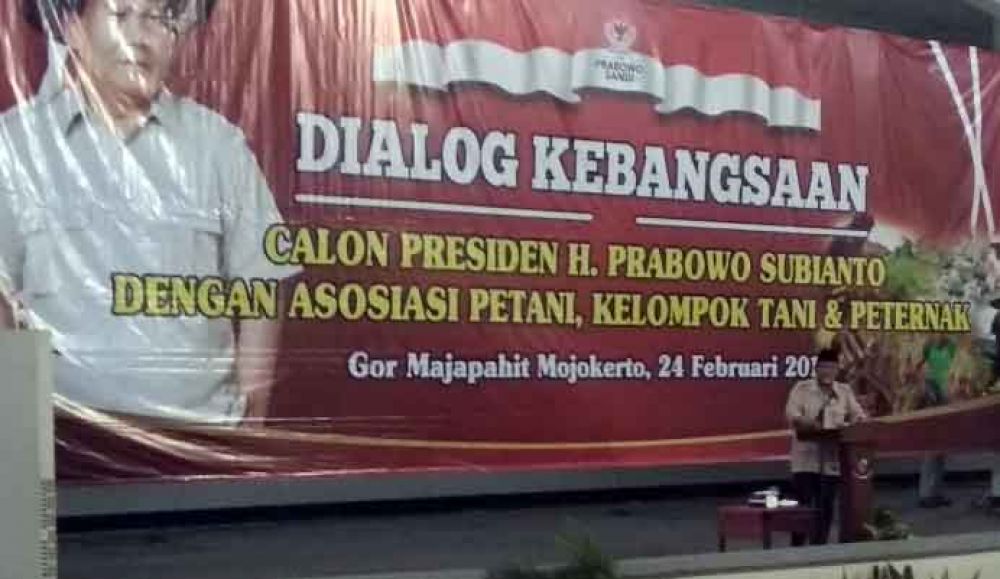 PRABOWO
SANDI
DIALOG KEBANGSAAN
CALON PRESIDEN H. PRABOWO SUBIANTO
DENGAN ASOSIASI PETANI, KELOMPOK TANI & PETERNAK
Gor Majapahit Mojokerto, 24 Februari